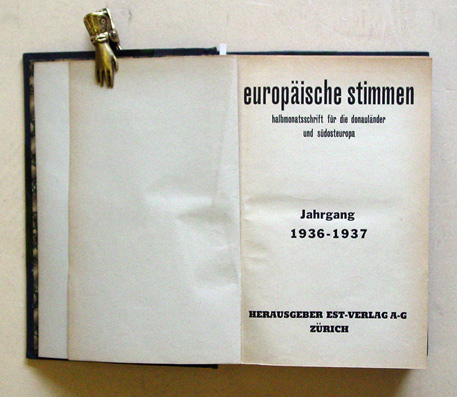 europäische stimmen
halbmonatsschrift für die donauländer
und südosteuropa
Jahrgang
1936-1937
HERAUSGEBER EST-VERLAG A-G
ZÜRICH